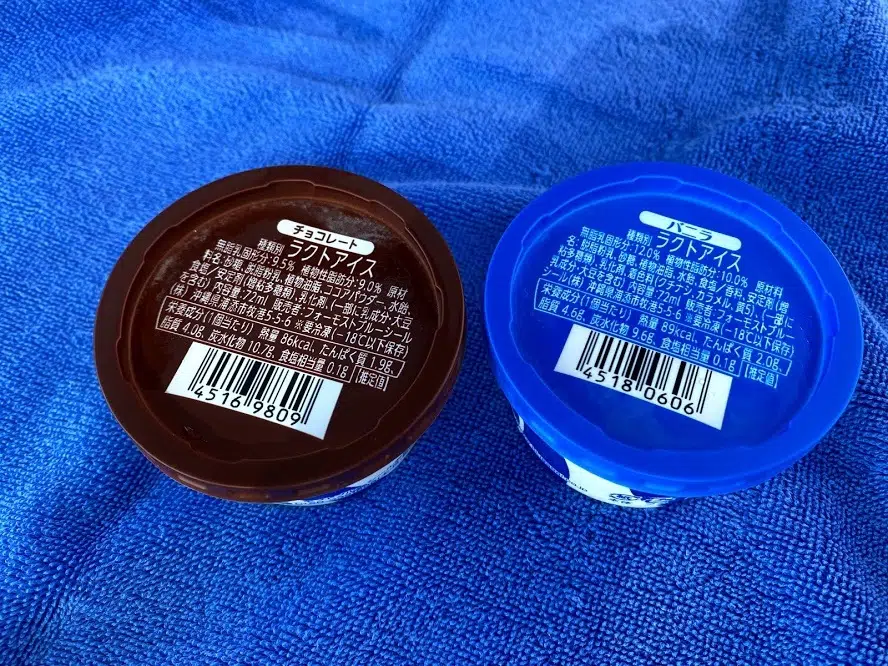 チョコレート
種類別 ラクトアイス
無脂乳固形分:9.5% 植物性脂肪分:9.0% 原材
料名:砂糖、脱脂粉乳、植物油脂、ココアパウダー、水飴、
食塩/安定剤(増粘多糖類)、乳化剤、(一部に乳成分・大豆
を含む) 内容量:72ml 販売者:フォーモストブルーシール
(株) 沖縄県浦添市牧港5-5-6 ※要冷凍(-18℃以下保存)
栄養成分(1個当たり) 熱量 86kcal、たんぱく質 1.9g、
脂質 4.0g、炭水化物 10.7g、食塩相当量 0.1g [推定値]
4516 9809
バニラ
種類別 ラクトアイス
無脂乳固形分:12.0% 植物性脂肪分:10.0% 原材料
名:脱脂粉乳、砂糖、植物油脂、水飴、食塩/香料、安定剤(増
粘多糖類)、乳化剤、着色料(クチナシ、カラメル、黄5)、(一部に
乳成分・大豆を含む) 内容量:72ml 販売者:フォーモストブルー
シール(株) 沖縄県浦添市牧港5-5-6 ※要冷凍(-18℃以下保存)
栄養成分(1個当たり) 熱量 89kcal、たんぱく質 2.0g、
脂質 4.6g、炭水化物 9.6g、食塩相当量 0.1g [推定値]
4518 0606